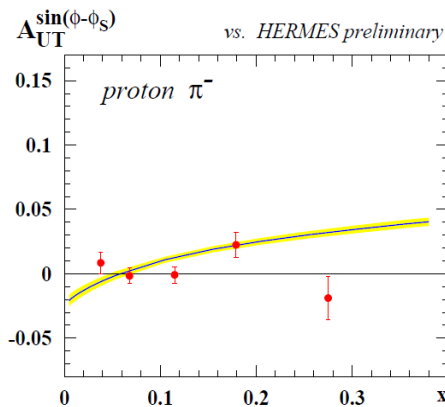 A_UT^sin(ϕ-ϕ_S) vs. HERMES preliminary
0.15
proton π⁻
0.1
0.05
0
-0.05
0 0.1 0.2 0.3 x